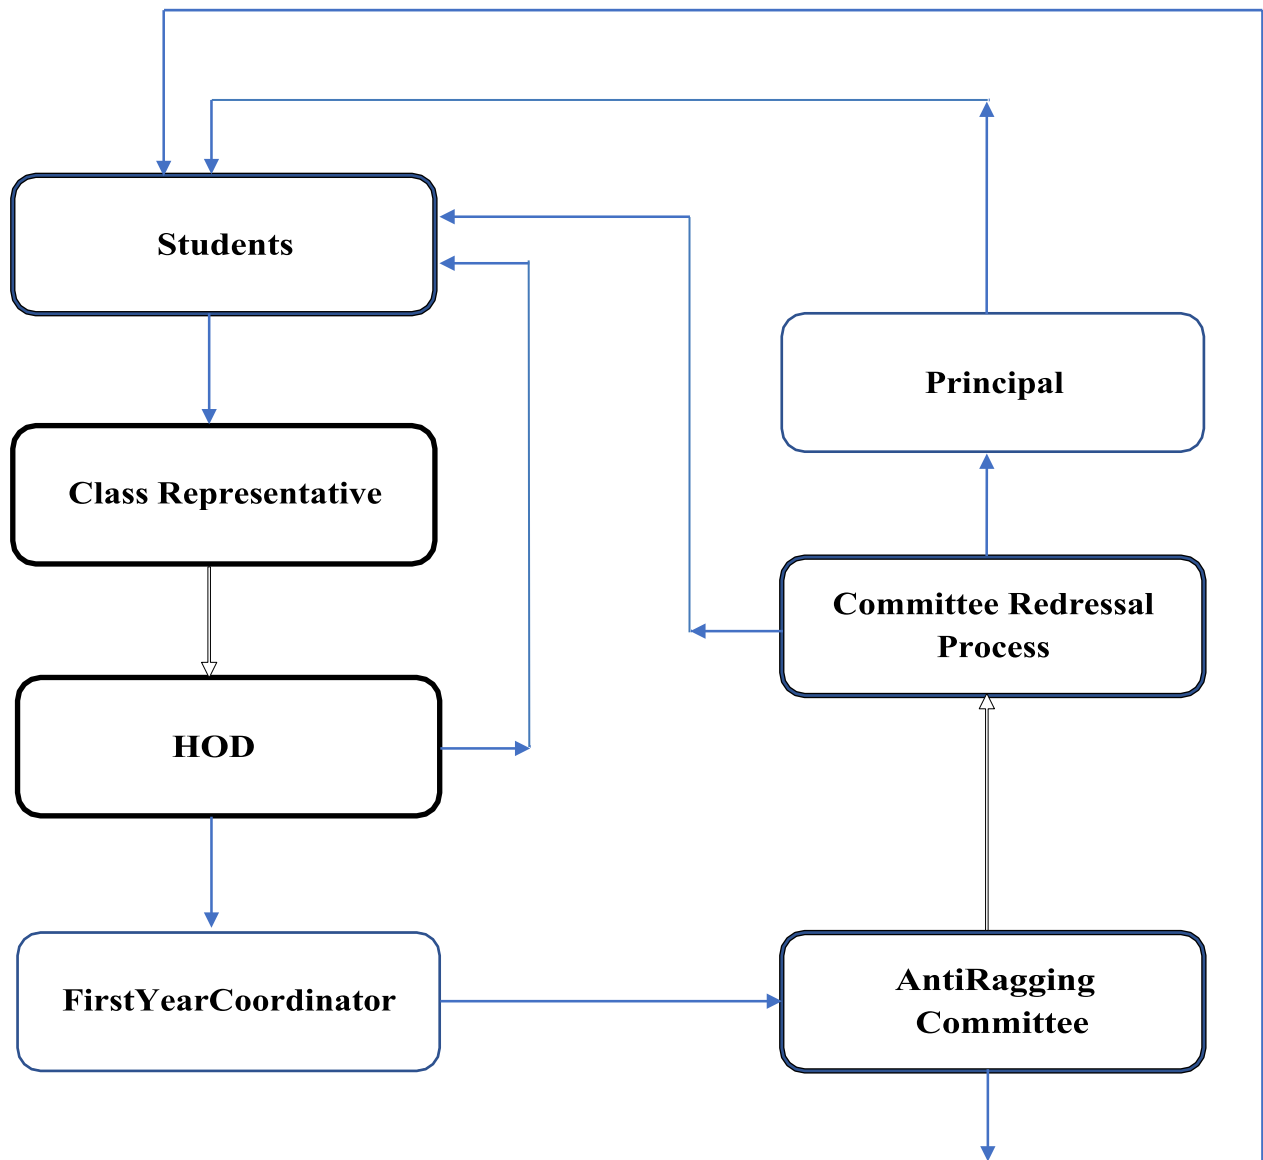 Students
Class Representative
HOD
FirstYearCoordinator
Principal
Committee Redressal
Process
AntiRagging
Committee